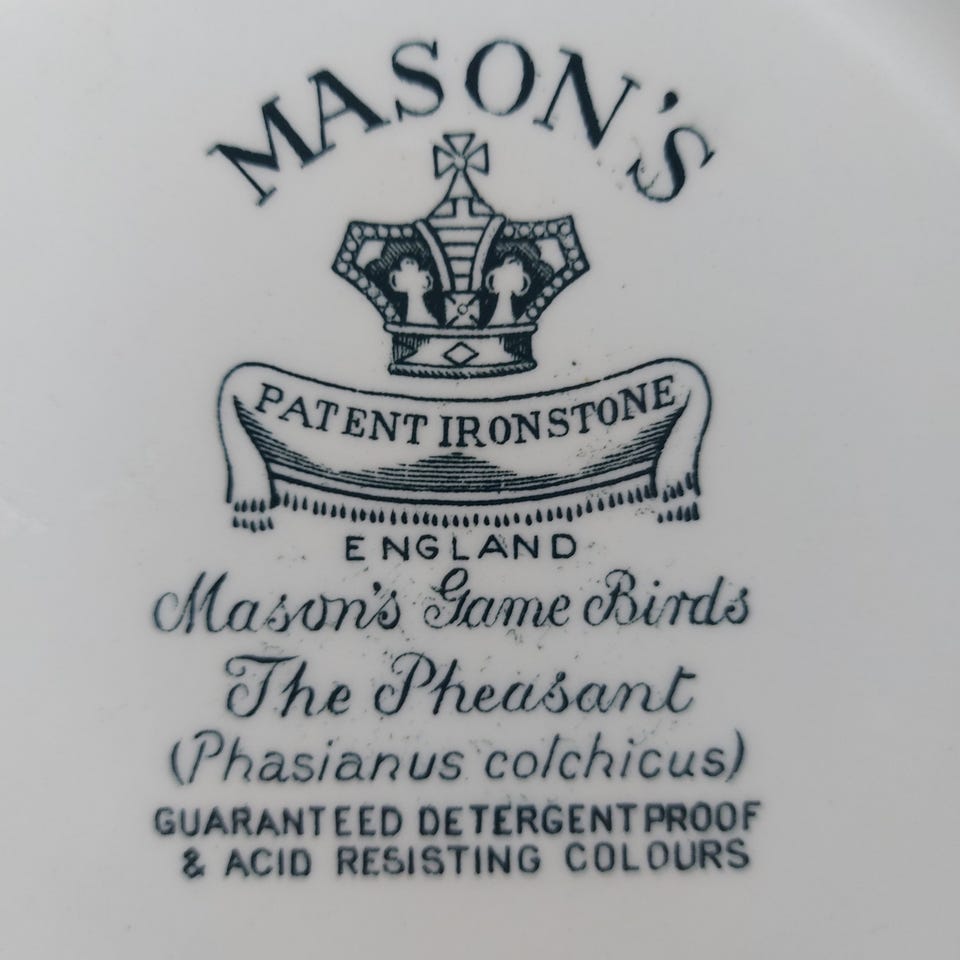 MASON'S
PATENT IRONSTONE
ENGLAND
Mason's Game Birds
The Pheasant
(Phasianus colchicus)
GUARANTEED DETERGENT PROOF
& ACID RESISTING COLOURS